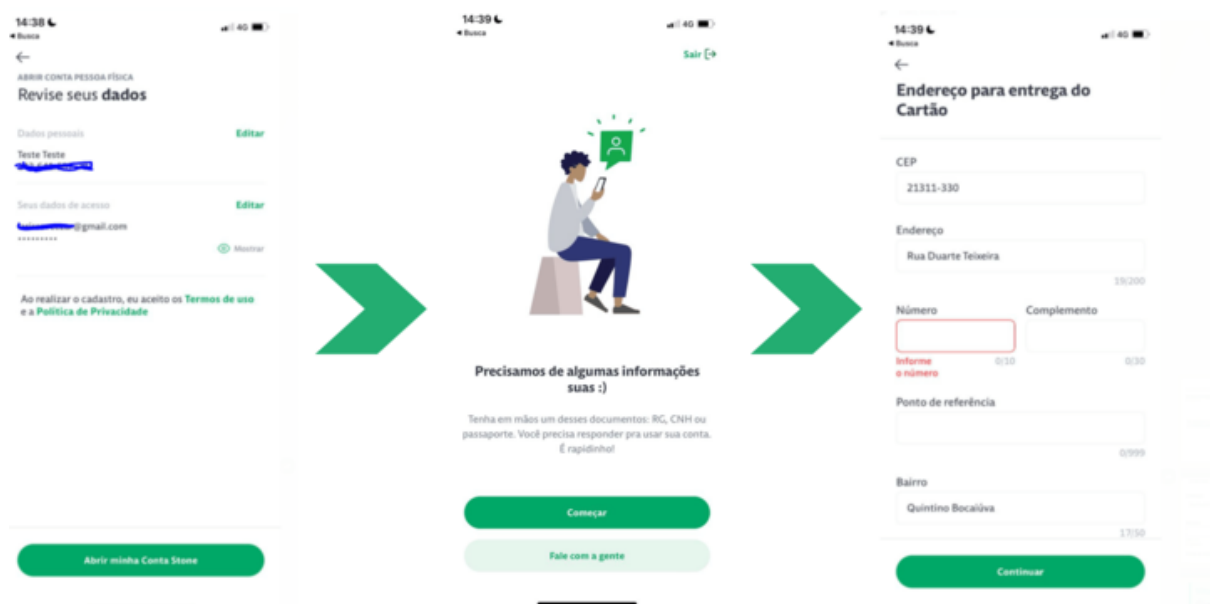 14:38
4G
◀ Busca
←
ABRIR CONTA PESSOA FÍSICA
Revise seus dados
Dados pessoais Editar
Teste Teste
Seus dados de acesso Editar
@gmail.com
•••••••••
Mostrar
Ao realizar o cadastro, eu aceito os Termos de uso
e a Política de Privacidade
Abrir minha Conta Stone
14:39
4G
◀ Busca
Sair
Precisamos de algumas informações
suas :)
Tenha em mãos um desses documentos: RG, CNH ou
passaporte. Você precisa responder pra usar sua conta.
É rapidinho!
Começar
Fale com a gente
14:39
4G
◀ Busca
←
Endereço para entrega do
Cartão
CEP
21311-330
Endereço
Rua Duarte Teixeira
19/200
Número Complemento
Informe 0/10 0/30
o número
Ponto de referência
0/999
Bairro
Quintino Bocaiúva
17/50
Continuar